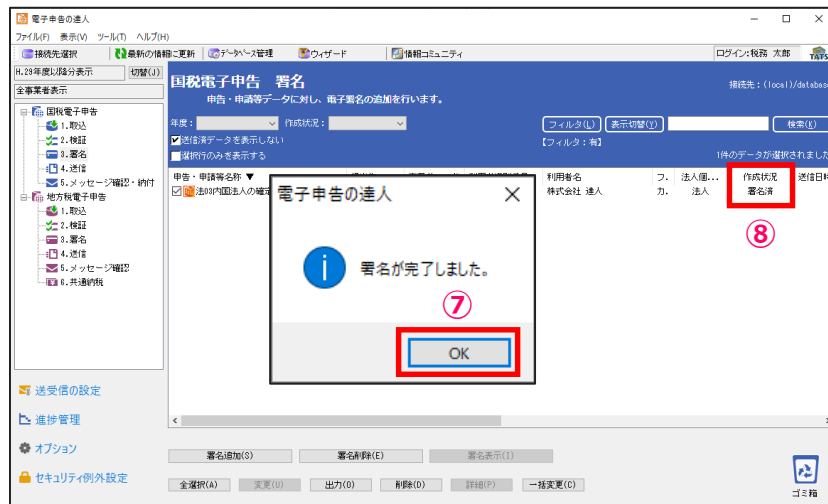 電子申告の達人
ファイル(F) 表示(V) ツール(T) ヘルプ(H)
接続先選択 最新の情報に更新 データベース管理 ウィザード 情報コミュニティ ログイン:税務 太郎
H.29年度以降分表示 切替(J)
全事業者表示
国税電子申告
1.取込
2.検証
3.署名
4.送信
5.メッセージ確認・納付
地方税電子申告
1.取込
2.検証
3.署名
4.送信
5.メッセージ確認
6.共通納税
送受信の設定
進捗管理
オプション
セキュリティ例外設定
国税電子申告 署名
接続先:(local)/database
申告・申請等データに対し、電子署名の追加を行います。
年度: 作成状況: フィルタ(L) 表示切替(Y) 検索(K)
送信済データを表示しない 【フィルタ:有】
選択行のみを表示する 1件のデータが選択されました
申告・申請等名称 ▼ 利用者名 フ. 法人個... 作成状況 送信日時
法03内国法人の確定 株式会社 達人 カ. 法人 署名済
⑧
電子申告の達人
署名が完了しました。
⑦
OK
署名追加(S) 署名削除(E) 署名表示(I)
全選択(A) 変更(U) 出力(O) 削除(D) 詳細(P) 一括変更(C)
ゴミ箱